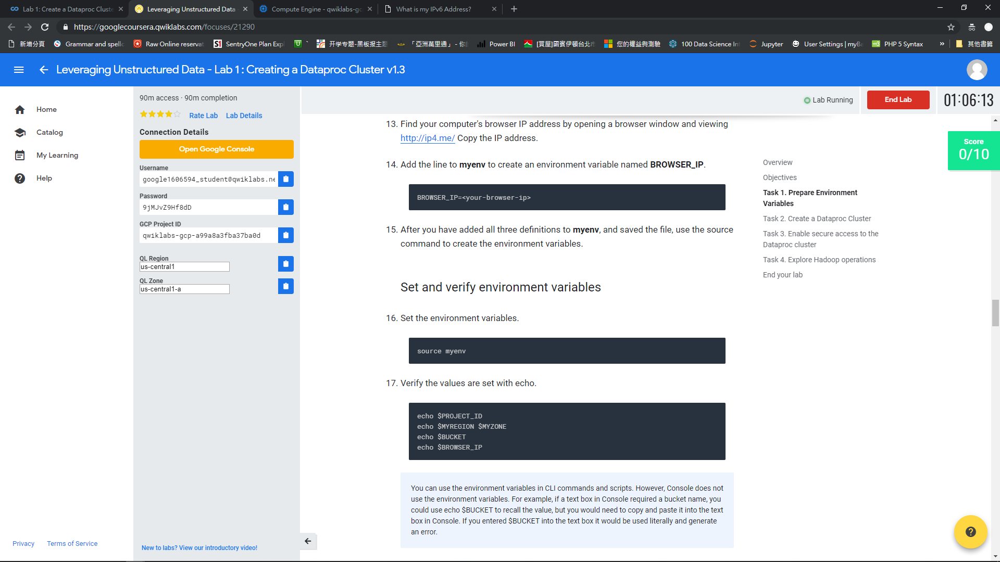 Lab 1: Create a Dataproc Cluste
Leveraging Unstructured Data
Compute Engine - qwiklabs-gc
What is my IPv6 Address?
https://googlecoursera.qwiklabs.com/focuses/21290
新增分頁
Grammar and spellc
Raw Online reservat
SentryOne Plan Expl
开学专题-黑板报主题
「亞洲萬里通」 - 你的
Power BI
[買屋]國賓伊頓台北市
您的權益與測驗
100 Data Science Int
Jupyter
User Settings | myBa
PHP 5 Syntax
»
其他書籤
Leveraging Unstructured Data - Lab 1 : Creating a Dataproc Cluster v1.3
Home
Catalog
My Learning
Help
Privacy
Terms of Service
90m access · 90m completion
Rate Lab
Lab Details
Connection Details
Open Google Console
Username
google1606594_student@qwiklabs.ne
Password
9jMJvZ9Hf8dD
GCP Project ID
qwiklabs-gcp-a99a8a3fba37ba0d
QL Region
us-central1
QL Zone
us-central1-a
New to labs? View our introductory video!
Lab Running
End Lab
01:06:13
13. Find your computer's browser IP address by opening a browser window and viewing
http://ip4.me/ Copy the IP address.
14. Add the line to myenv to create an environment variable named BROWSER_IP.
BROWSER_IP=<your-browser-ip>
15. After you have added all three definitions to myenv, and saved the file, use the source
command to create the environment variables.
Set and verify environment variables
16. Set the environment variables.
source myenv
17. Verify the values are set with echo.
echo $PROJECT_ID
echo $MYREGION $MYZONE
echo $BUCKET
echo $BROWSER_IP
You can use the environment variables in CLI commands and scripts. However, Console does not
use the environment variables. For example, if a text box in Console required a bucket name, you
could use echo $BUCKET to recall the value, but you would need to copy and paste it into the text
box in Console. If you entered $BUCKET into the text box it would be used literally and generate
an error.
Score
0/10
Overview
Objectives
Task 1. Prepare Environment
Variables
Task 2. Create a Dataproc Cluster
Task 3. Enable secure access to the
Dataproc cluster
Task 4. Explore Hadoop operations
End your lab